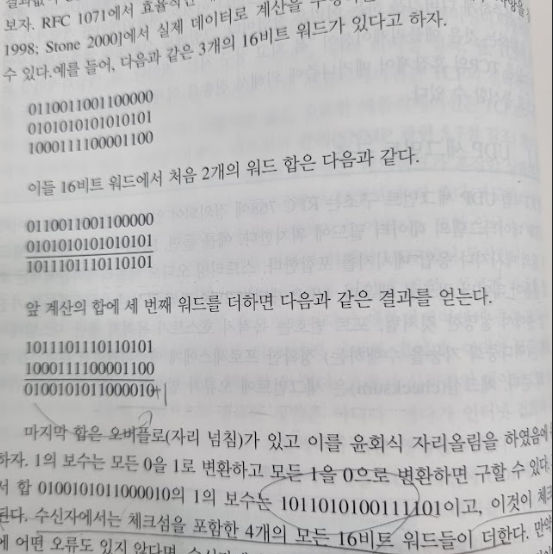 보자. RFC 1071에서 효율적인
1998; Stone 2000]에서 실제 데이터로 계산을
수 있다.예를 들어, 다음과 같은 3개의 16비트 워드가 있다고 하자.
0110011001100000
0101010101010101
1000111100001100
이들 16비트 워드에서 처음 2개의 워드 합은 다음과 같다.
0110011001100000
0101010101010101
1011101110110101
앞 계산의 합에 세 번째 워드를 더하면 다음과 같은 결과를 얻는다.
1011101110110101
1000111100001100
0100101011000010
마지막 합은 오버플로(자리 넘침)가 있고 이를 윤회식 자리올림을 하였음에
하자. 1의 보수는 모든 0을 1로 변환하고 모든 1을 0으로 변환하면 구할 수 있다.
서 합 0100101011000010의 1의 보수는 1011010100111101이고, 이것이 체크
된다. 수신자에서는 체크섬을 포함한 4개의 모든 16비트 워드들이 더한다. 만약
에 어떤 오류도 있지 않다면,